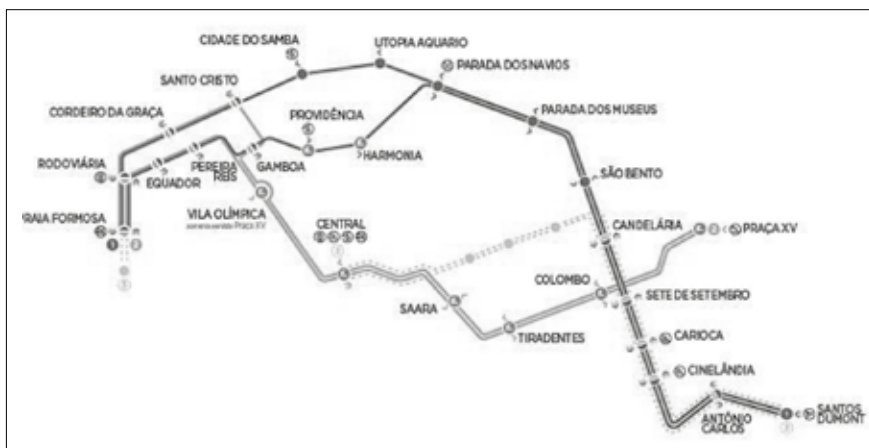 CIDADE DO SAMBA
UTOPIA AQUARIO
SANTO CRISTO
PARADA DOS NAVIOS
CORDEIRO DA GRAÇA
PROVIDÊNCIA
PARADA DOS MUSEUS
RODOVIÁRIA
HARMONIA
PEREIRA
REIS
GAMBOA
EQUADOR
SÃO BENTO
RAIA FORMOSA
VILA OLÍMPICA
CENTRAL
CANDELÁRIA
PRAÇA XV
1 2
COLOMBO
SETE DE SETEMBRO
SAARA
TIRADENTES
CARIOCA
CINELÂNDIA
ANTÔNIO
CARLOS
SANTOS
DUMONT